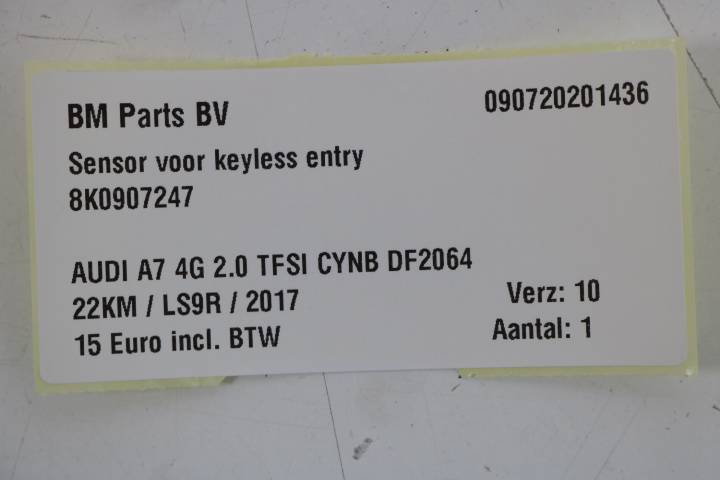 BM Parts BV
090720201436
Sensor voor keyless entry
8K0907247
AUDI A7 4G 2.0 TFSI CYNB DF2064
22KM / LS9R / 2017
Verz: 10
15 Euro incl. BTW
Aantal: 1